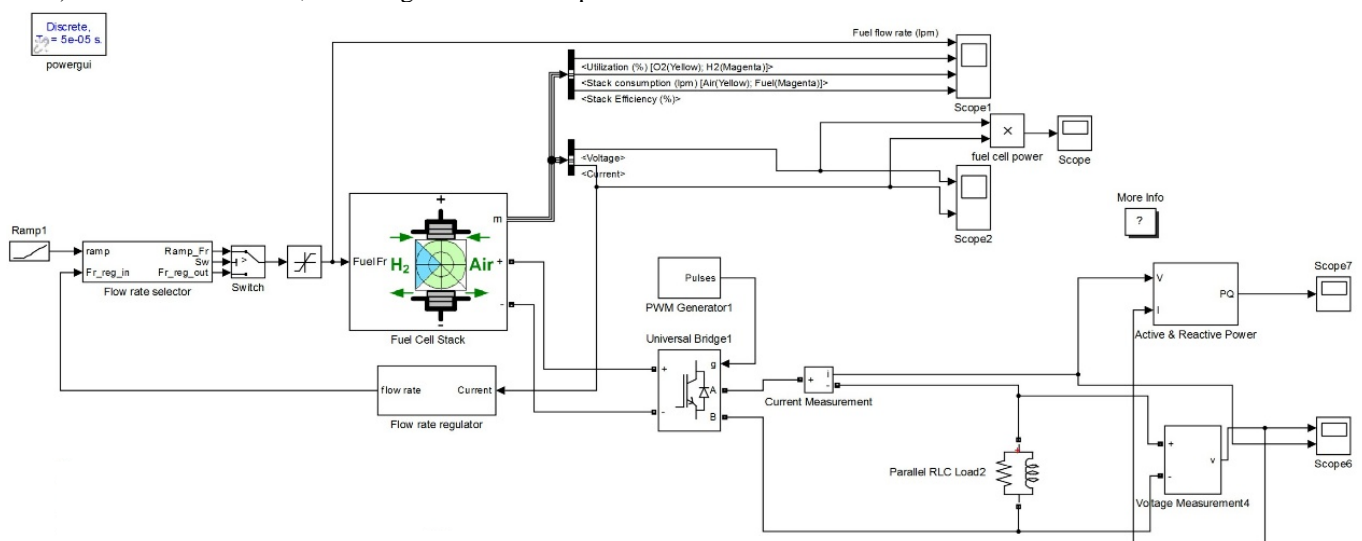 Discrete,
= 5e-05 s.
powergui
Fuel flow rate (lpm)
<Utilization (%) [O2(Yellow); H2(Magenta)]>
<Stack consumption (lpm) [Air(Yellow); Fuel(Magenta)]>
<Stack Efficiency (%)>
Scope1
×
fuel cell power
Scope
<Voltage>
<Current>
Scope2
More Info
?
Ramp1
ramp
Fr_reg_in
Ramp_Fr
Sw
Fr_reg_out
Flow rate selector
>
Switch
FuelFr
H2
Air
+
-
m
+
-
Fuel Cell Stack
Pulses
PWM Generator1
Universal Bridge1
+
-
g
A
B
flow rate
Current
Flow rate regulator
+
i
-
Current Measurement
V
I
PQ
Active & Reactive Power
Scope7
Parallel RLC Load2
+
+
-
v
Voltage Measurement4
Scope6